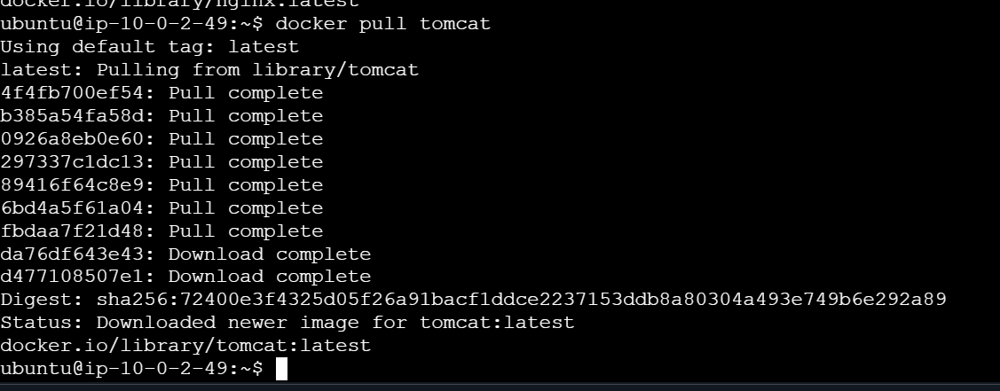 docker.io/library/nginx:latest
ubuntu@ip-10-0-2-49:~$ docker pull tomcat
Using default tag: latest
latest: Pulling from library/tomcat
4f4fb700ef54: Pull complete
b385a54fa58d: Pull complete
0926a8eb0e60: Pull complete
297337c1dc13: Pull complete
89416f64c8e9: Pull complete
6bd4a5f61a04: Pull complete
fbdaa7f21d48: Pull complete
da76df643e43: Download complete
d477108507e1: Download complete
Digest: sha256:72400e3f4325d05f26a91bacf1ddce2237153ddb8a80304a493e749b6e292a89
Status: Downloaded newer image for tomcat:latest
docker.io/library/tomcat:latest
ubuntu@ip-10-0-2-49:~$